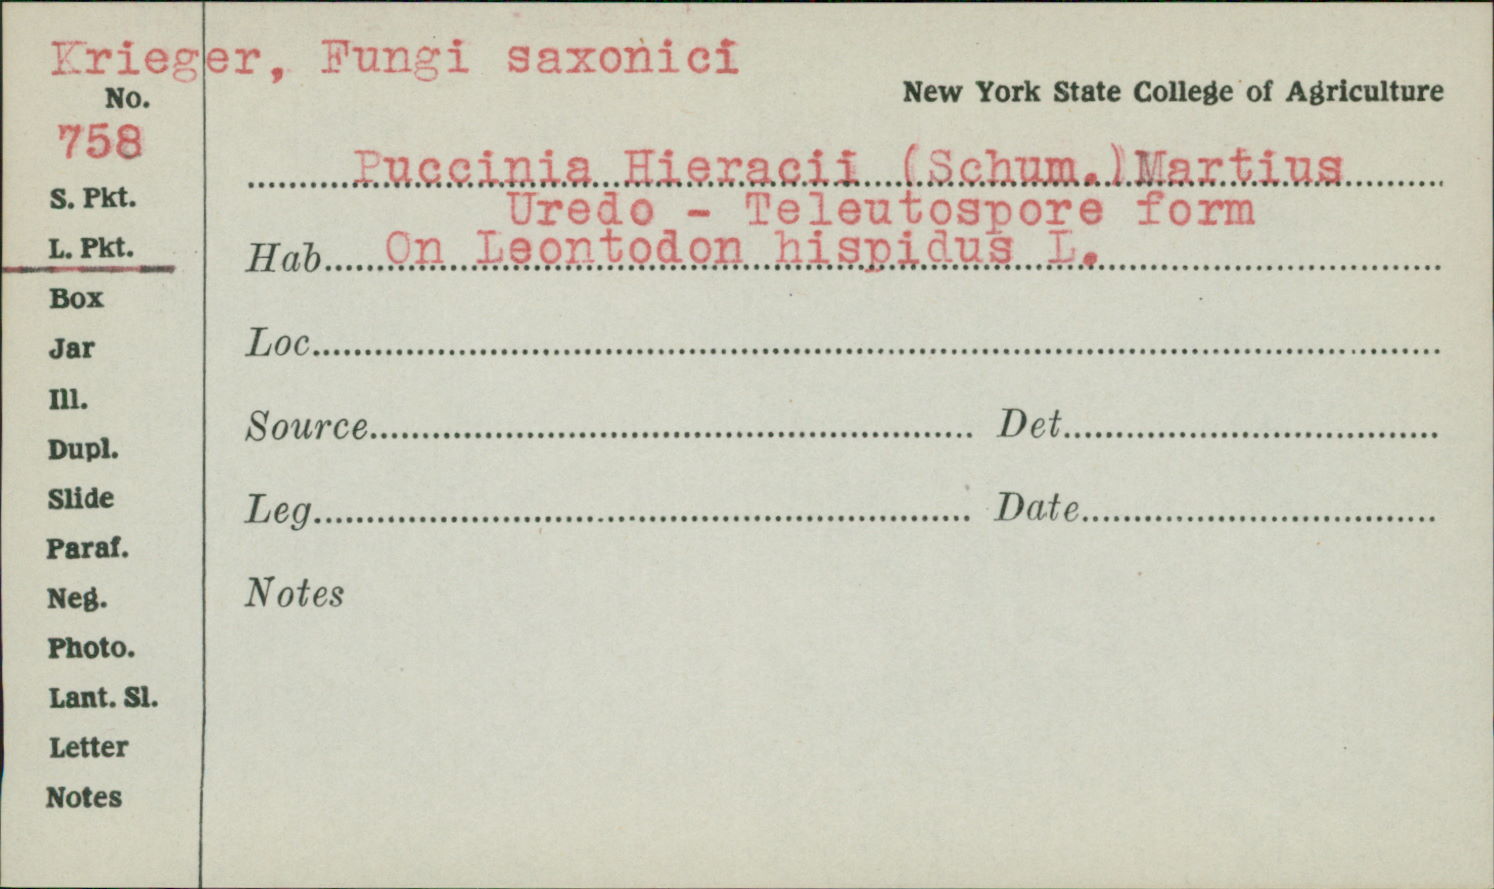 Krieger, Fungi saxonici
No.
New York State College of Agriculture
758
Puccinia Hieracii (Schum.)Martius
S. Pkt.
Uredo - Teleutospore form
L. Pkt.
Hab. On Leontodon hispidus L.
Box
Jar
Loc.
Ill.
Source Det.
Dupl.
Slide
Leg. Date
Paraf.
Neg.
Notes
Photo.
Lant. Sl.
Letter
Notes